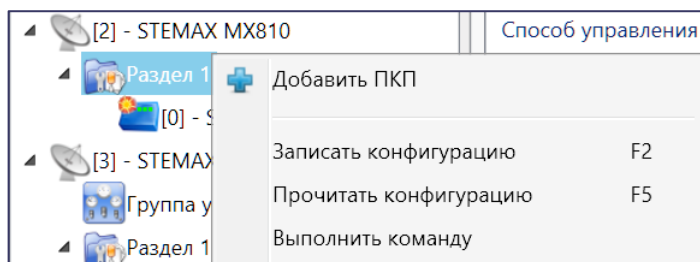 [2] - STEMAX MX810
Способ управления
Раздел 1
Добавить ПКП
[0] - S
[3] - STEMAX
Записать конфигурацию F2
Группа у
Прочитать конфигурацию F5
Раздел 1
Выполнить команду